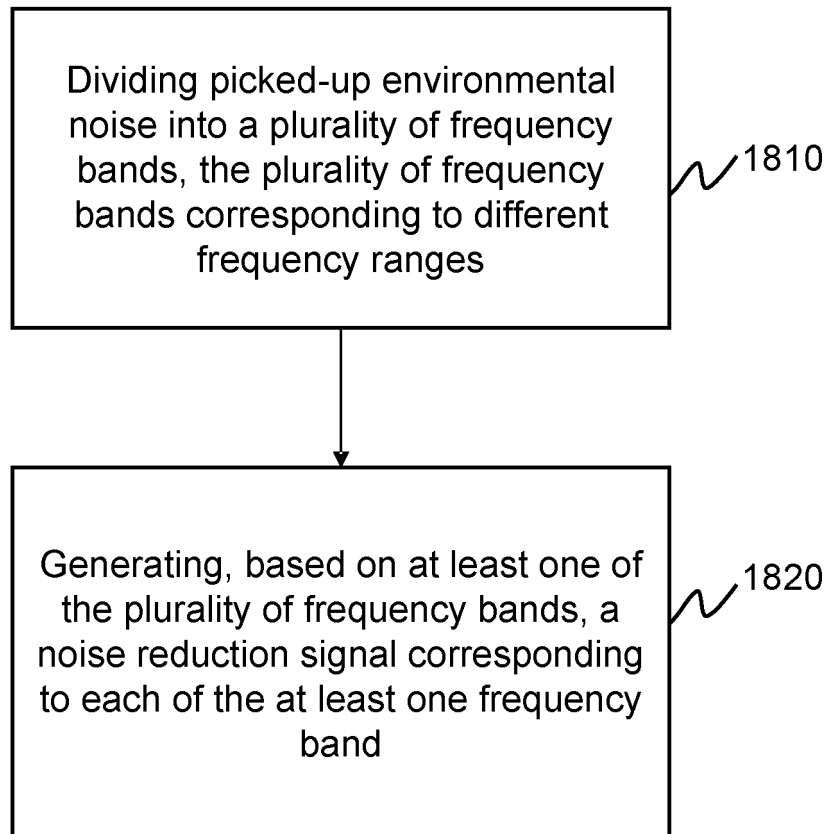 Dividing picked-up environmental
noise into a plurality of frequency
bands, the plurality of frequency
bands corresponding to different
frequency ranges
1810
Generating, based on at least one of
the plurality of frequency bands, a
noise reduction signal corresponding
to each of the at least one frequency
band
1820